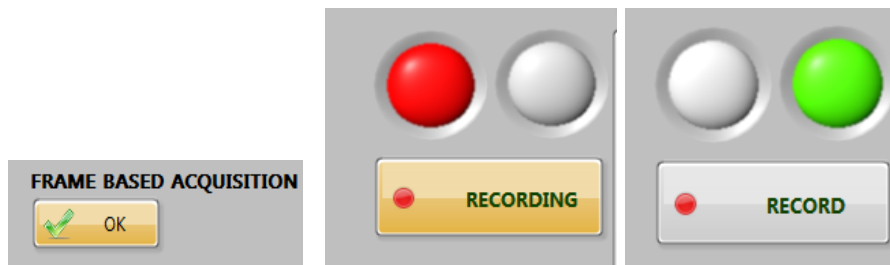 FRAME BASED ACQUISITION
OK
RECORDING
RECORD